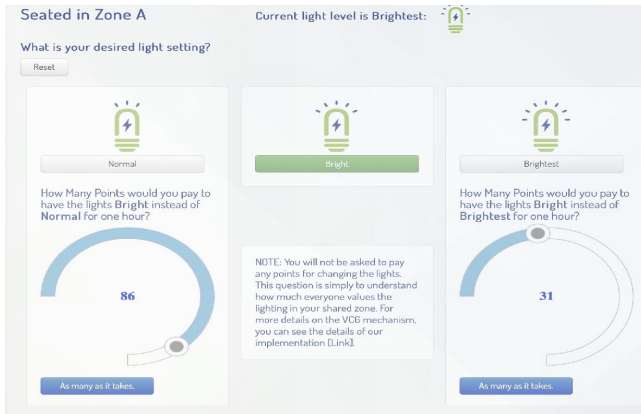 Seated in Zone A
Current light level is Brightest:
What is your desired light setting?
Reset
Normal
How Many Points would you pay to
have the lights Bright instead of
Normal for one hour?
86
As many as it takes.
Bright
NOTE: You will not be asked to pay
any points for changing the lights.
This question is simply to understand
how much everyone values the
lighting in your shared zone. For
more details on the VCG mechanism,
you can see the details of our
implementation [Link].
Brightest
How Many Points would you pay to
have the lights Bright instead of
Brightest for one hour?
31
As many as it takes.